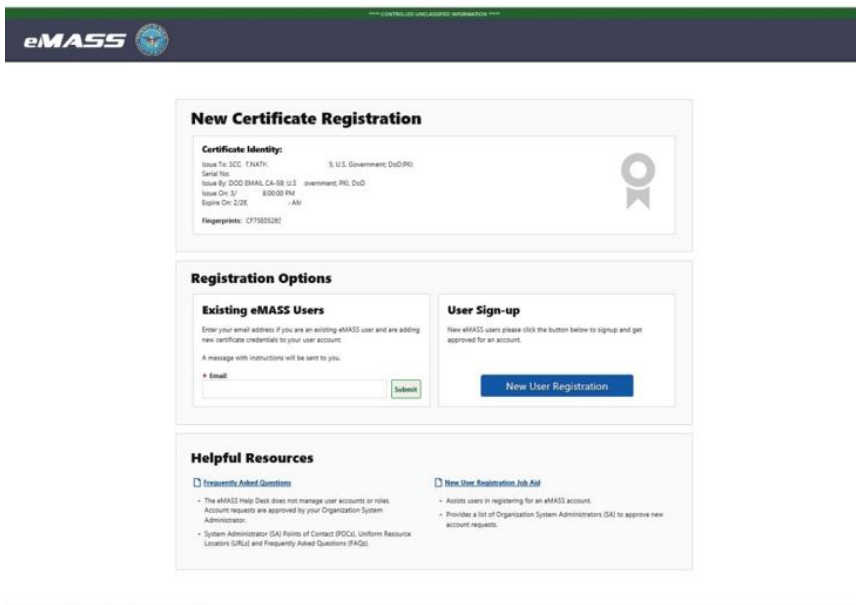 ***** CONTROLLED UNCLASSIFIED INFORMATION *****
eMASS
New Certificate Registration
Certificate Identity:
Issue To: SCC T.NATH: 'S; U.S. Government; DoD;PKI;
Serial No:
Issue By: DOD EMAIL CA-59; U.S overnment; PKI, DoD
Issue On: 3/ 8:00:00 PM
Expire On: 2/28,
Fingerprints:
Registration Options
Existing eMASS Users
Enter your email address if you are an existing eMASS user and are adding
new certificate credentials to your user account.
A message with instructions will be sent to you.
* Email:
Submit
User Sign-up
New eMASS users please click the button below to signup and get
approved for an account.
New User Registration
Helpful Resources
Frequently Asked Questions
• The eMASS Help Desk does not manage user accounts or roles.
Account requests are approved by your Organization System
Administrator.
• System Administrator (SA) Points of Contact (POCs), Uniform Resource
Locators (URLs) and Frequently Asked Questions (FAQs).
New User Registration Job Aid
• Assists users in registering for an eMASS account.
• Provides a list of Organization System Administrators (SA) to approve new
account requests.